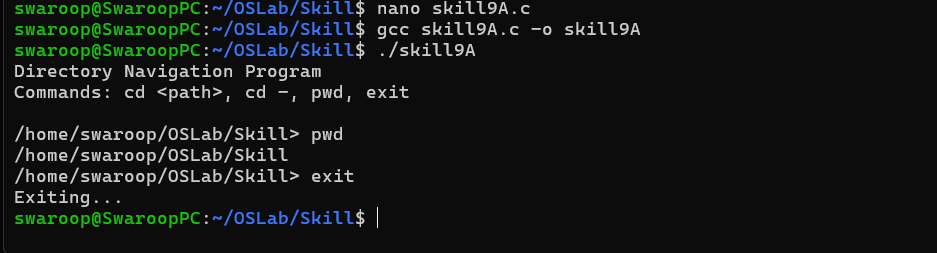 swaroop@SwaroopPC:~/OSLab/Skill$ nano skill9A.c
swaroop@SwaroopPC:~/OSLab/Skill$ gcc skill9A.c -o skill9A
swaroop@SwaroopPC:~/OSLab/Skill$ ./skill9A
Directory Navigation Program
Commands: cd <path>, cd -, pwd, exit
/home/swaroop/OSLab/Skill> pwd
/home/swaroop/OSLab/Skill
/home/swaroop/OSLab/Skill> exit
Exiting...
swaroop@SwaroopPC:~/OSLab/Skill$